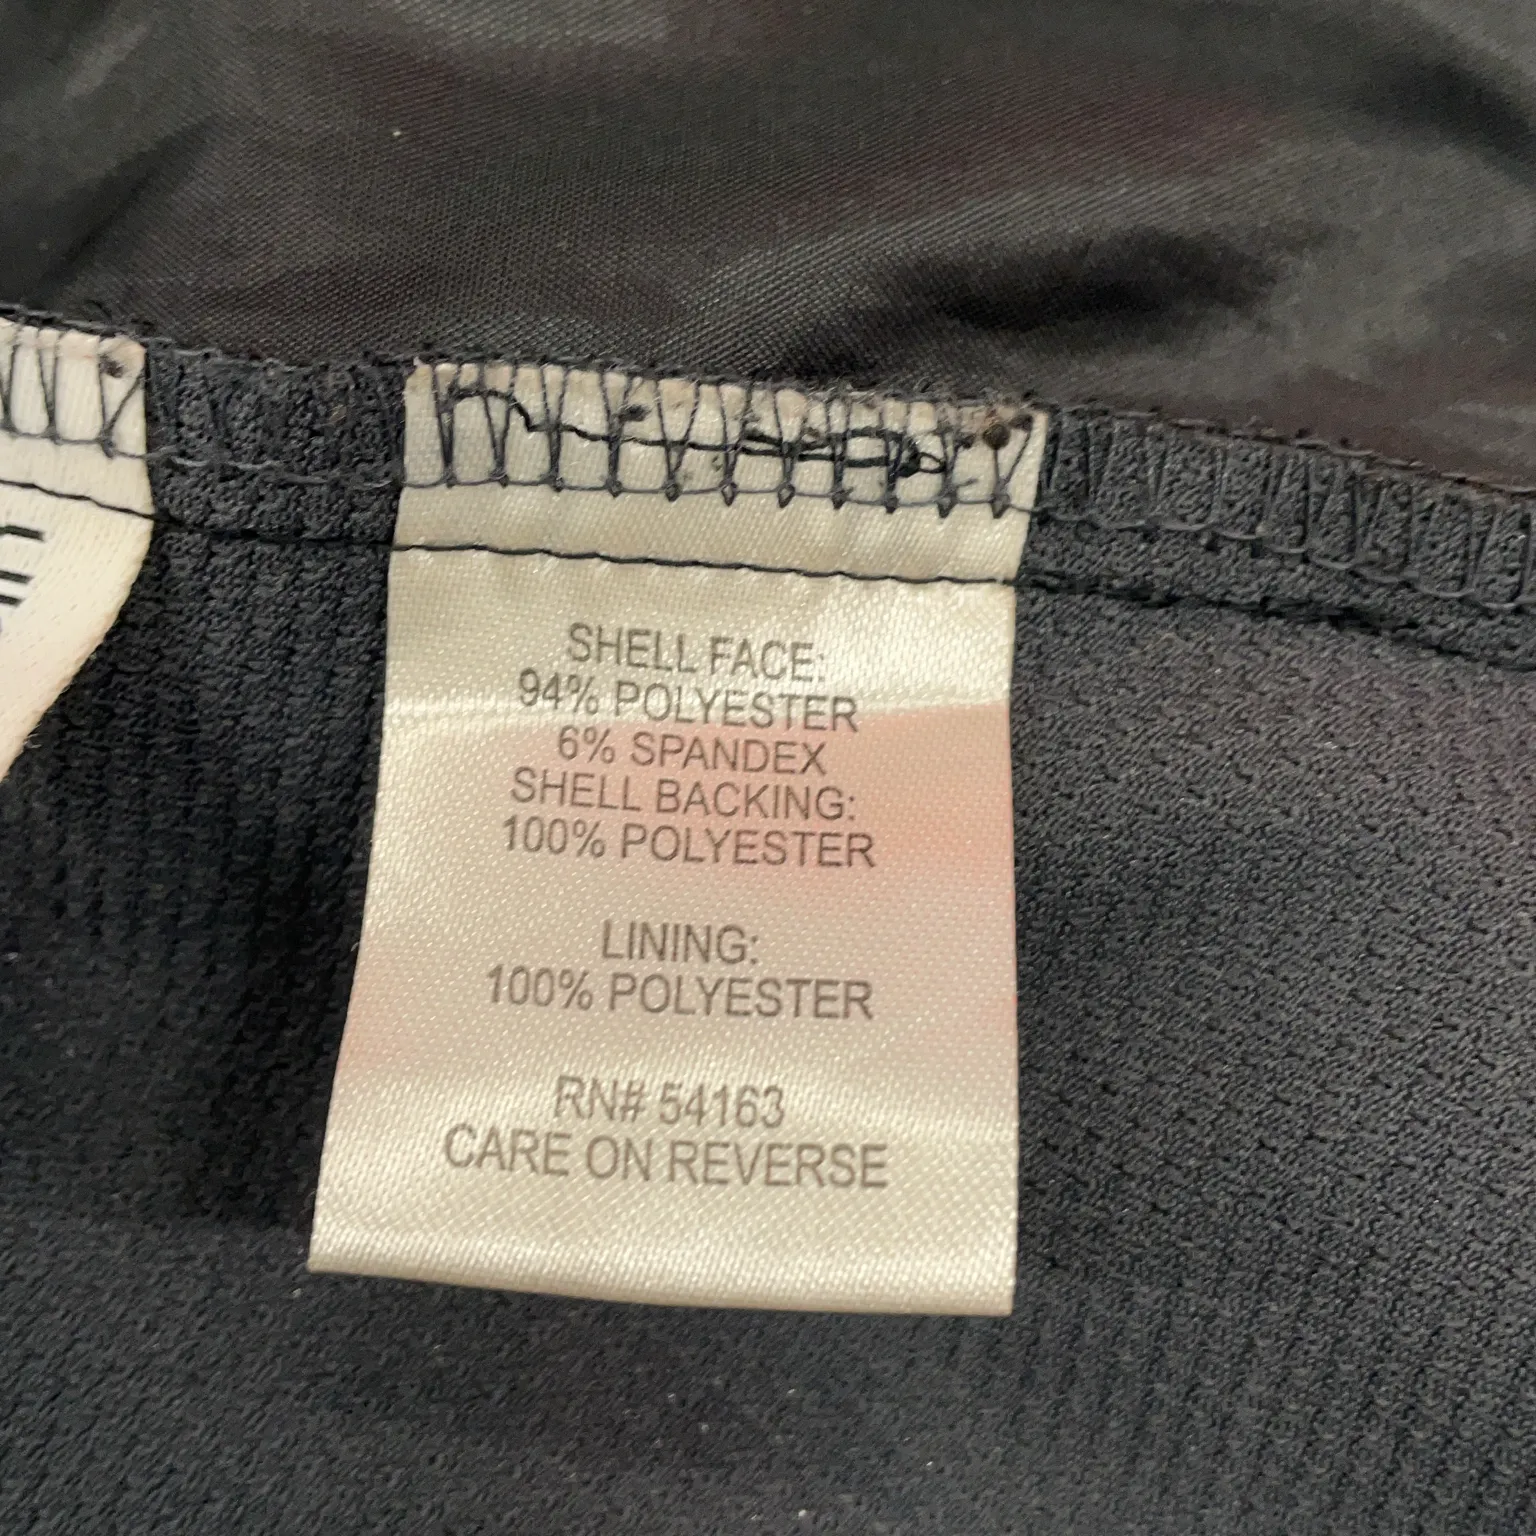 SHELL FACE:
94% POLYESTER
6% SPANDEX
SHELL BACKING:
100% POLYESTER
LINING:
100% POLYESTER
RN# 54163
CARE ON REVERSE